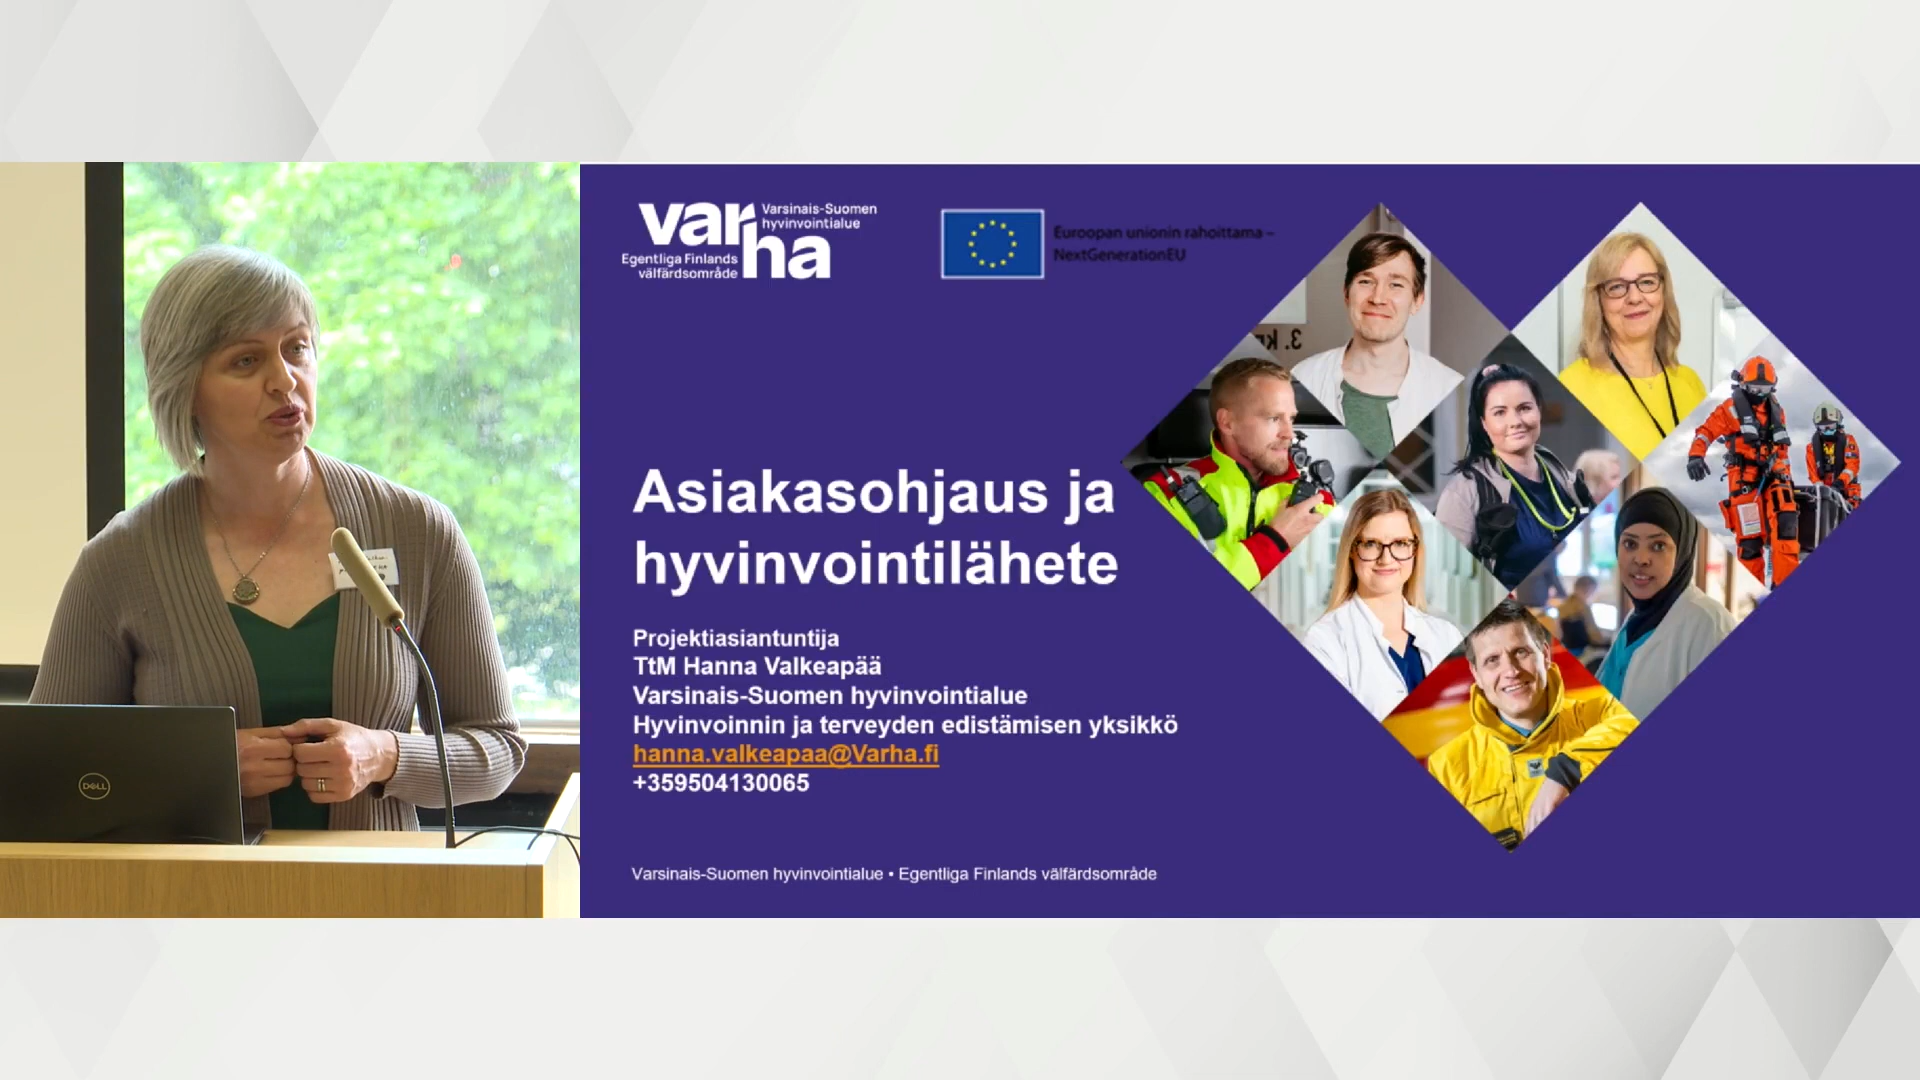 var
ha
Varsinais-Suomen
hyvinvointialue
Egentliga Finlands
välfärdsområde
Euroopan unionin rahoittama –
NextGenerationEU
Asiakasohjaus ja
hyvinvointilähete
Projektiasiantuntija
TtM Hanna Valkeapää
Varsinais-Suomen hyvinvointialue
Hyvinvoinnin ja terveyden edistämisen yksikkö
hanna.valkeapaa@Varha.fi
+359504130065
Varsinais-Suomen hyvinvointialue • Egentliga Finlands välfärdsområde
DELL